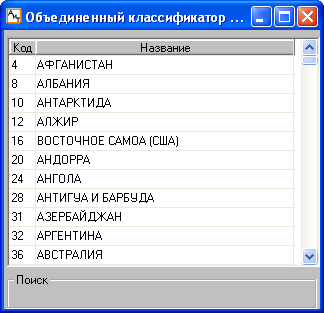 Объединенный классификатор ...
Код Название
4 АФГАНИСТАН
8 АЛБАНИЯ
10 АНТАРКТИДА
12 АЛЖИР
16 ВОСТОЧНОЕ САМОА (США)
20 АНДОРРА
24 АНГОЛА
28 АНТИГУА И БАРБУДА
31 АЗЕРБАЙДЖАН
32 АРГЕНТИНА
36 АВСТРАЛИЯ
Поиск